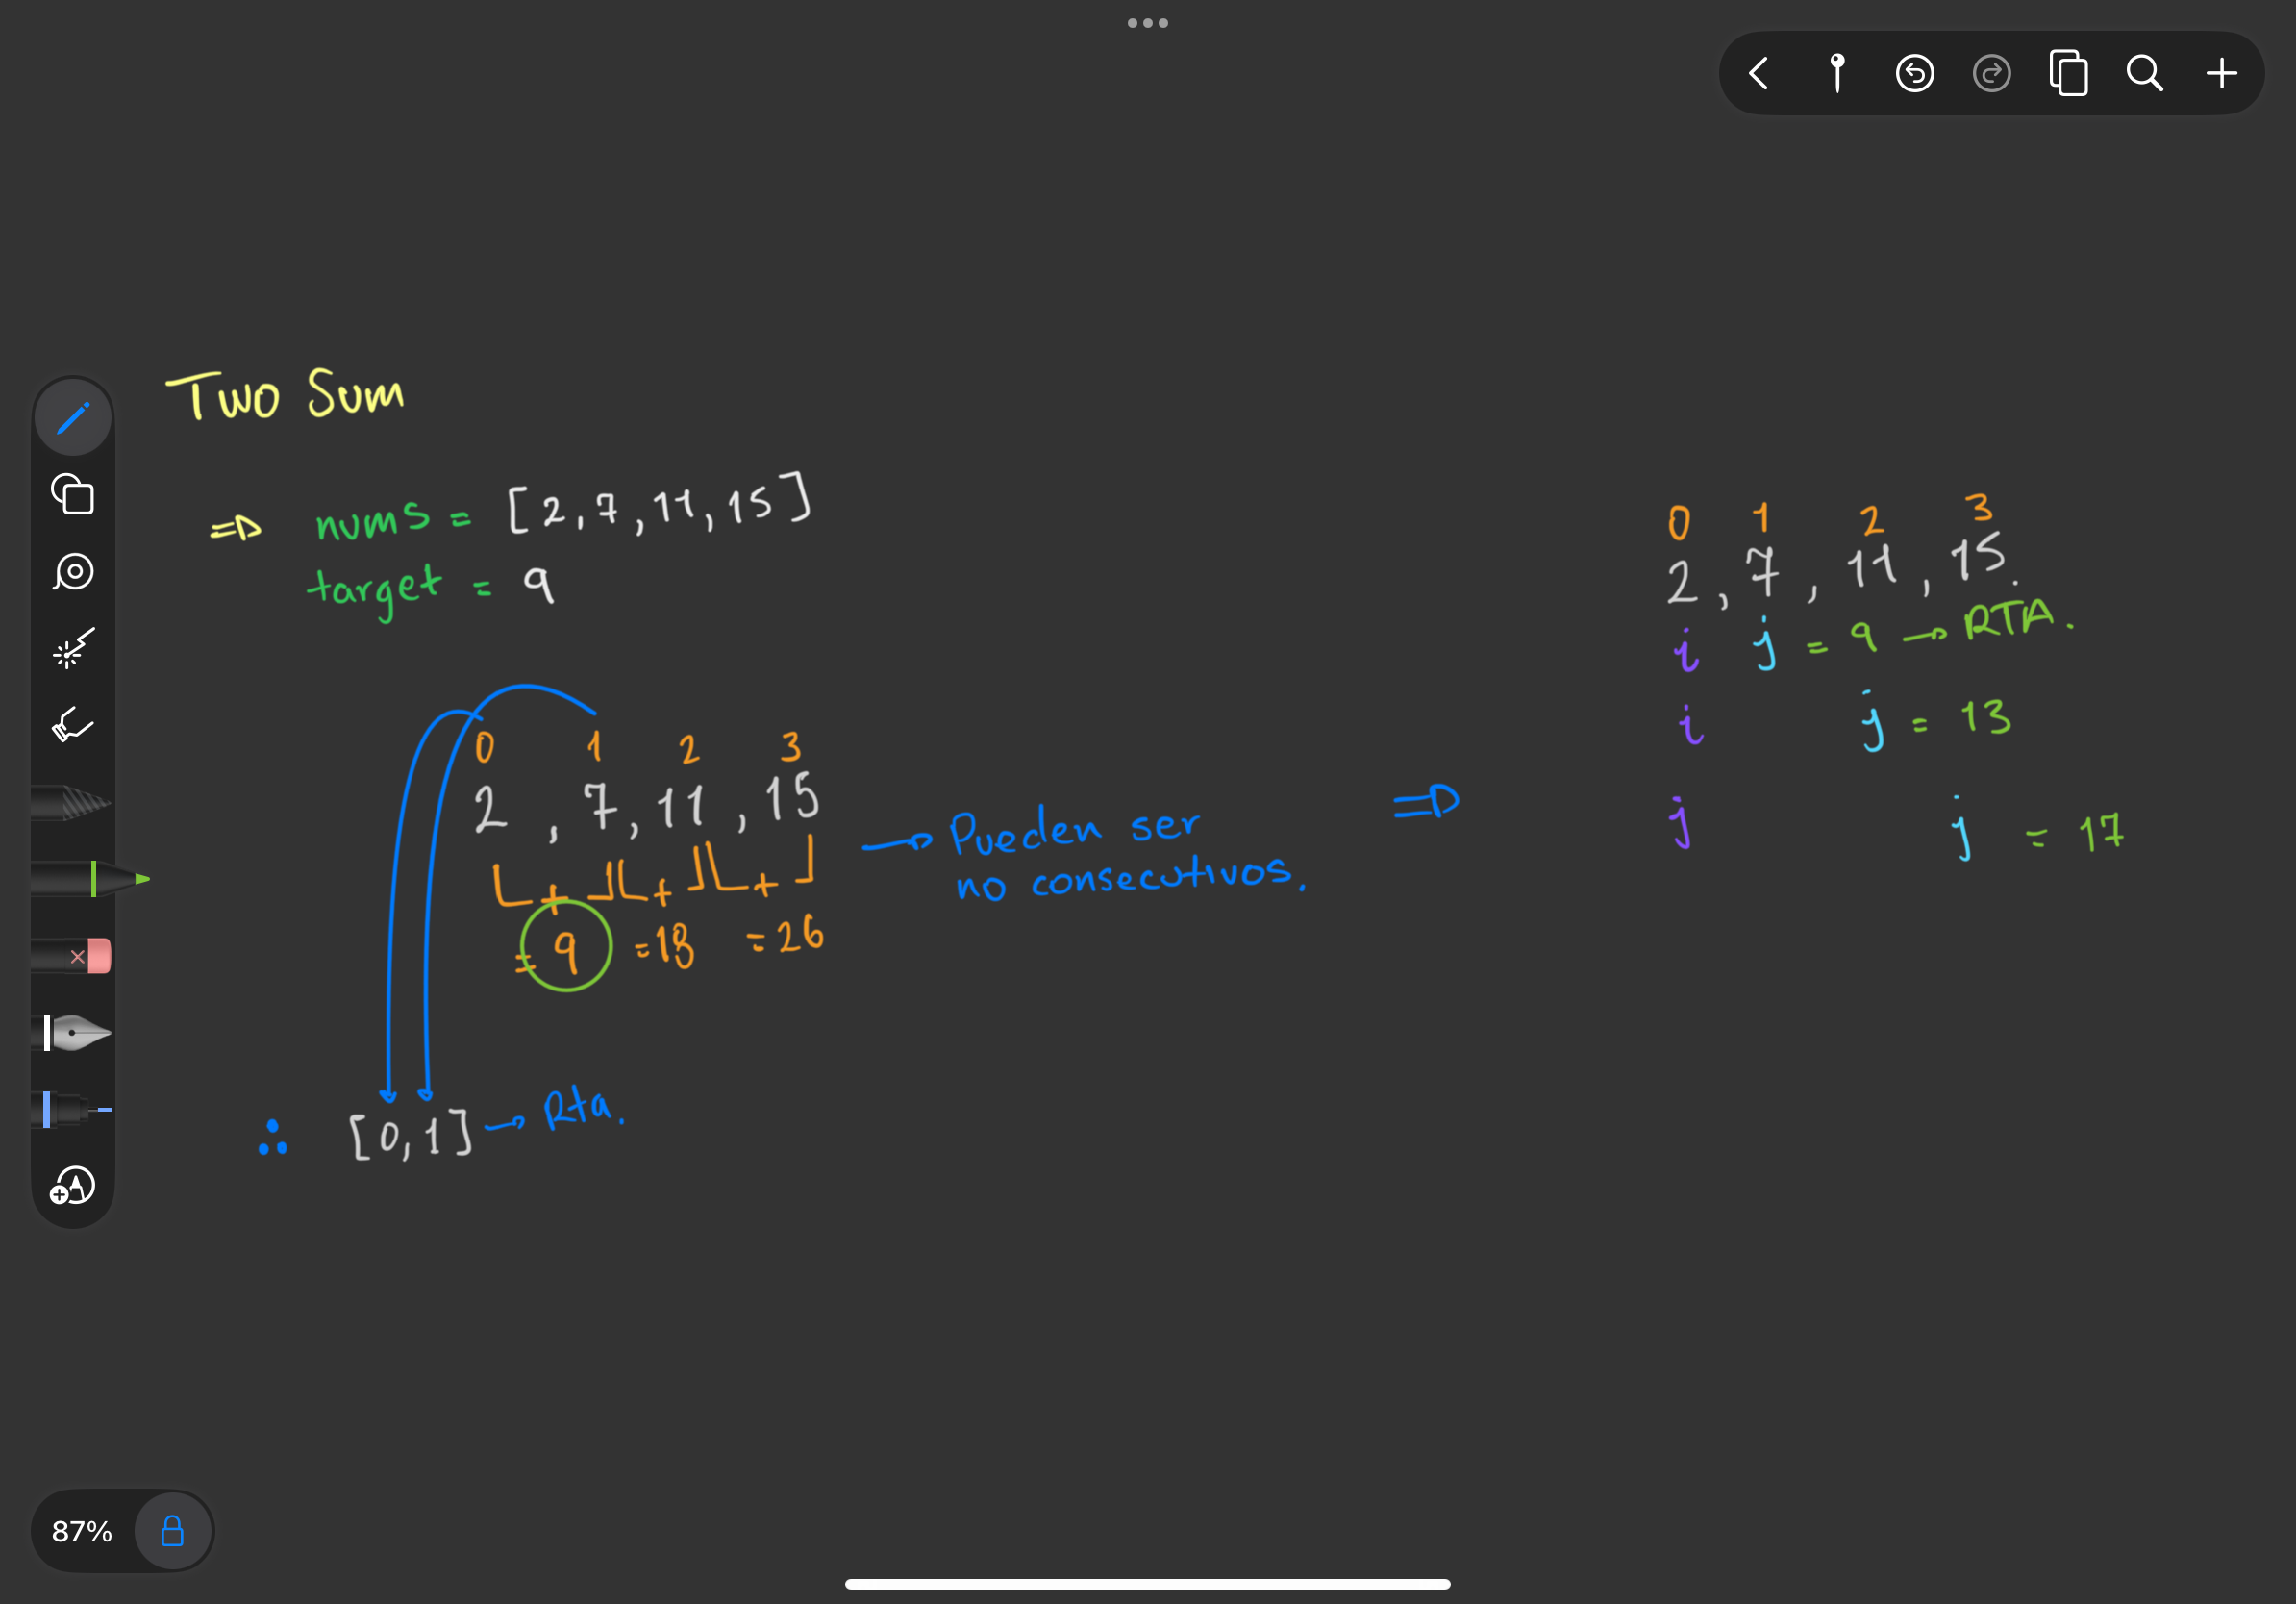 Two Sum
=> nums = [2,7,11,15]
target = 9
0 1 2 3
2, 7, 11, 15
+ + +
= 9 =18 =26
→ Pueden ser
no consecutivos.
∴ [0,1] → Rta.
=>
0 1 2 3
2, 7, 11, 15.
i j = 9 → RTA.
i j = 13
j j = 17
87%